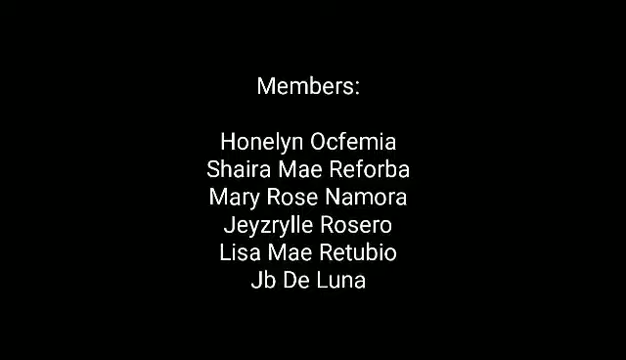 Members:
Honelyn Ocfemia
Shaira Mae Reforba
Mary Rose Namora
Jeyzrylle Rosero
Lisa Mae Retubio
Jb De Luna